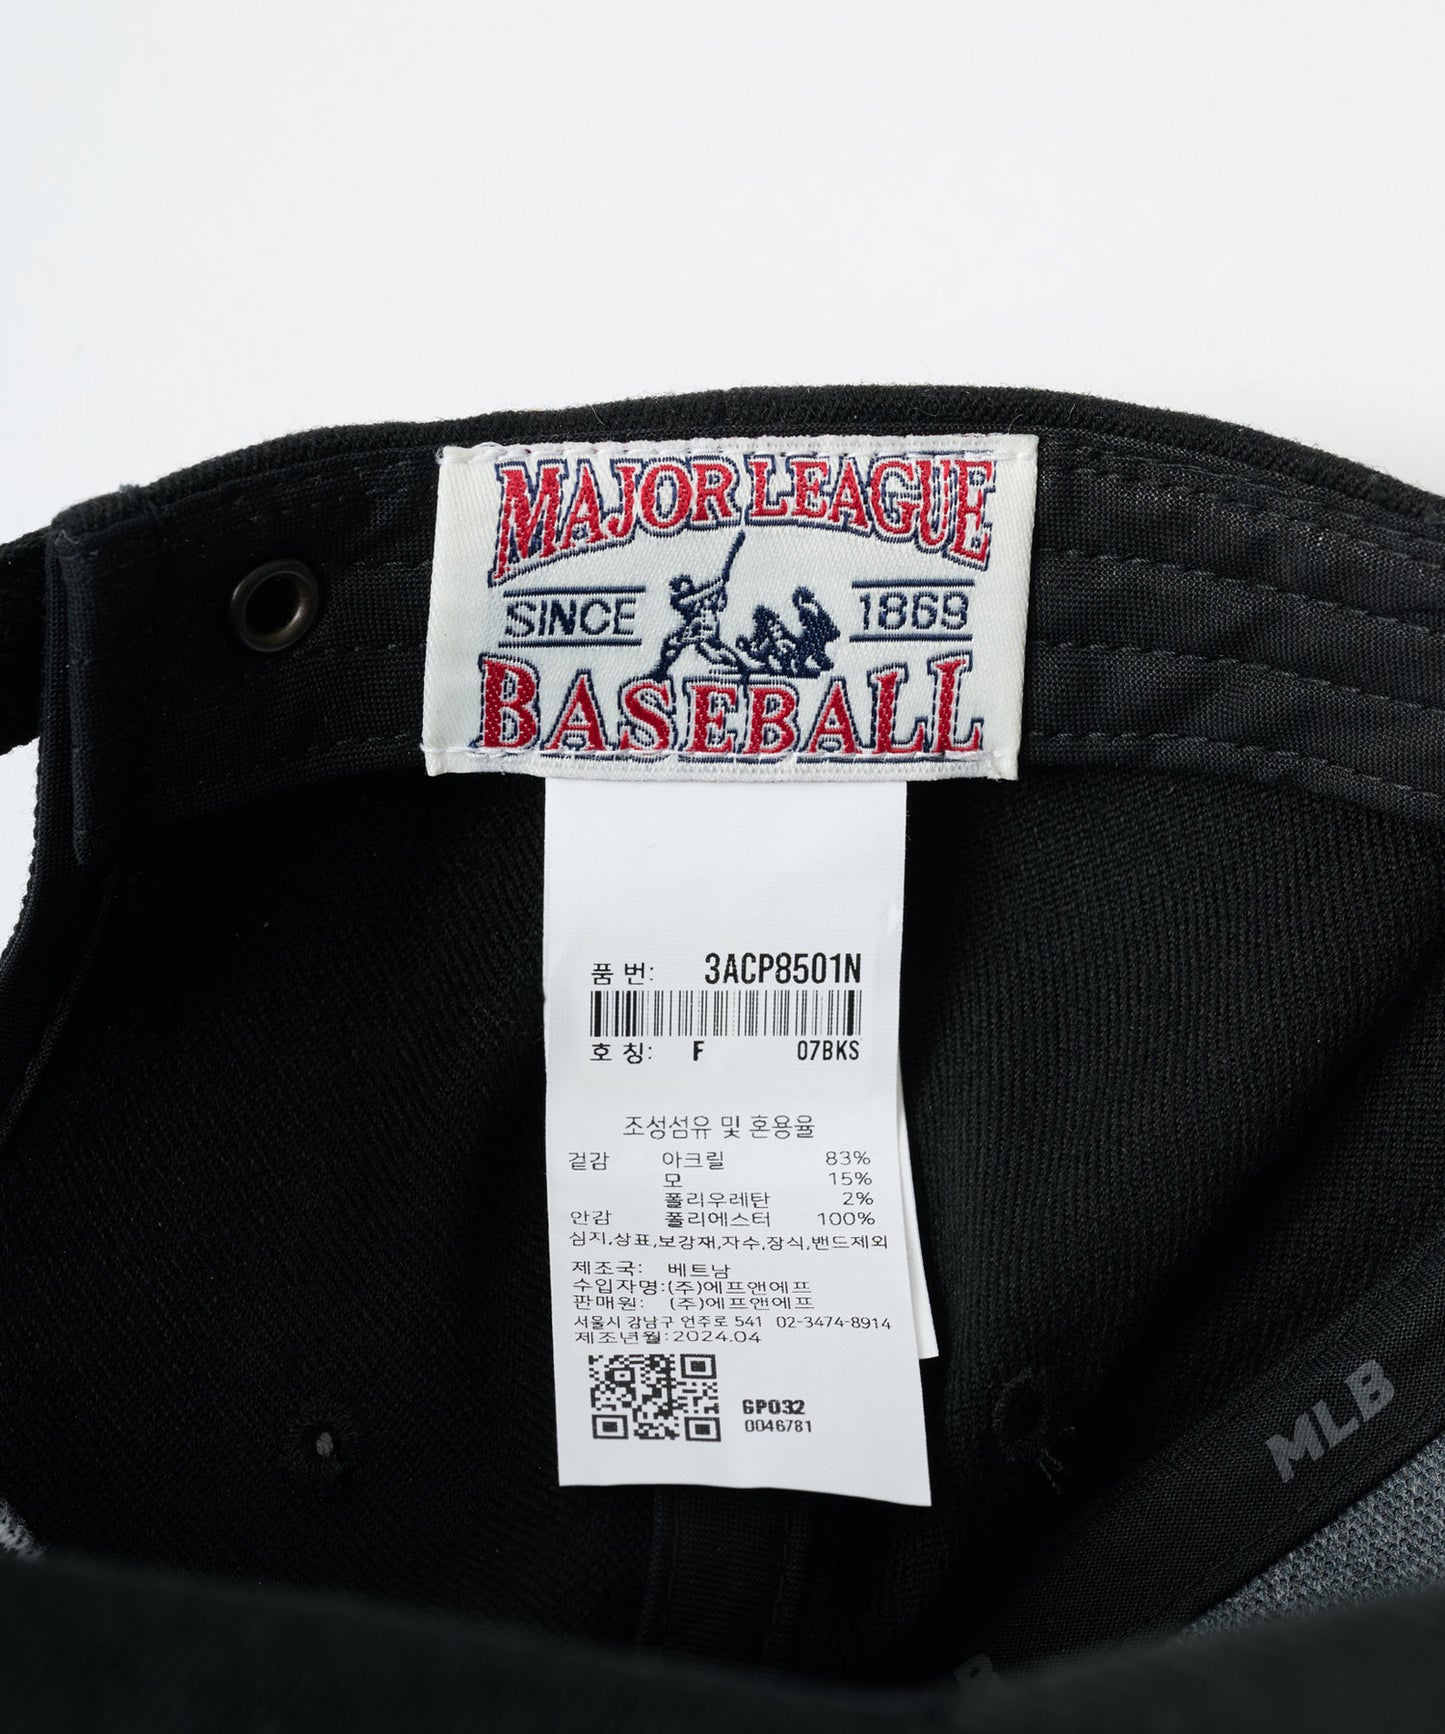 MAJOR LEAGUE
SINCE 1869
BASEBALL
품 번: 3ACP8501N
호 칭: F 07BKS
조성섬유 및 혼용율
겉감 아크릴 83%
모 15%
폴리우레탄 2%
안감 폴리에스터 100%
심지,상표,보강재,자수,장식,밴드제외
제조국: 베트남
수입자명:(주)에프앤에프
판매원: (주)에프앤에프
서울시 강남구 언주로 541 02-3474-8914
제조년월:2024.04
6P032
0046781
MLB